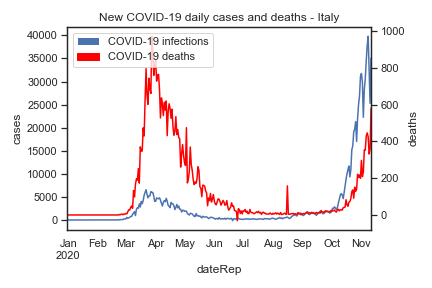 New COVID-19 daily cases and deaths - Italy
COVID-19 infections
COVID-19 deaths
cases
40000
35000
30000
25000
20000
15000
10000
5000
0
1000
800
600
400
200
0
deaths
Jan Feb Mar Apr May Jun Jul Aug Sep Oct Nov
2020
dateRep